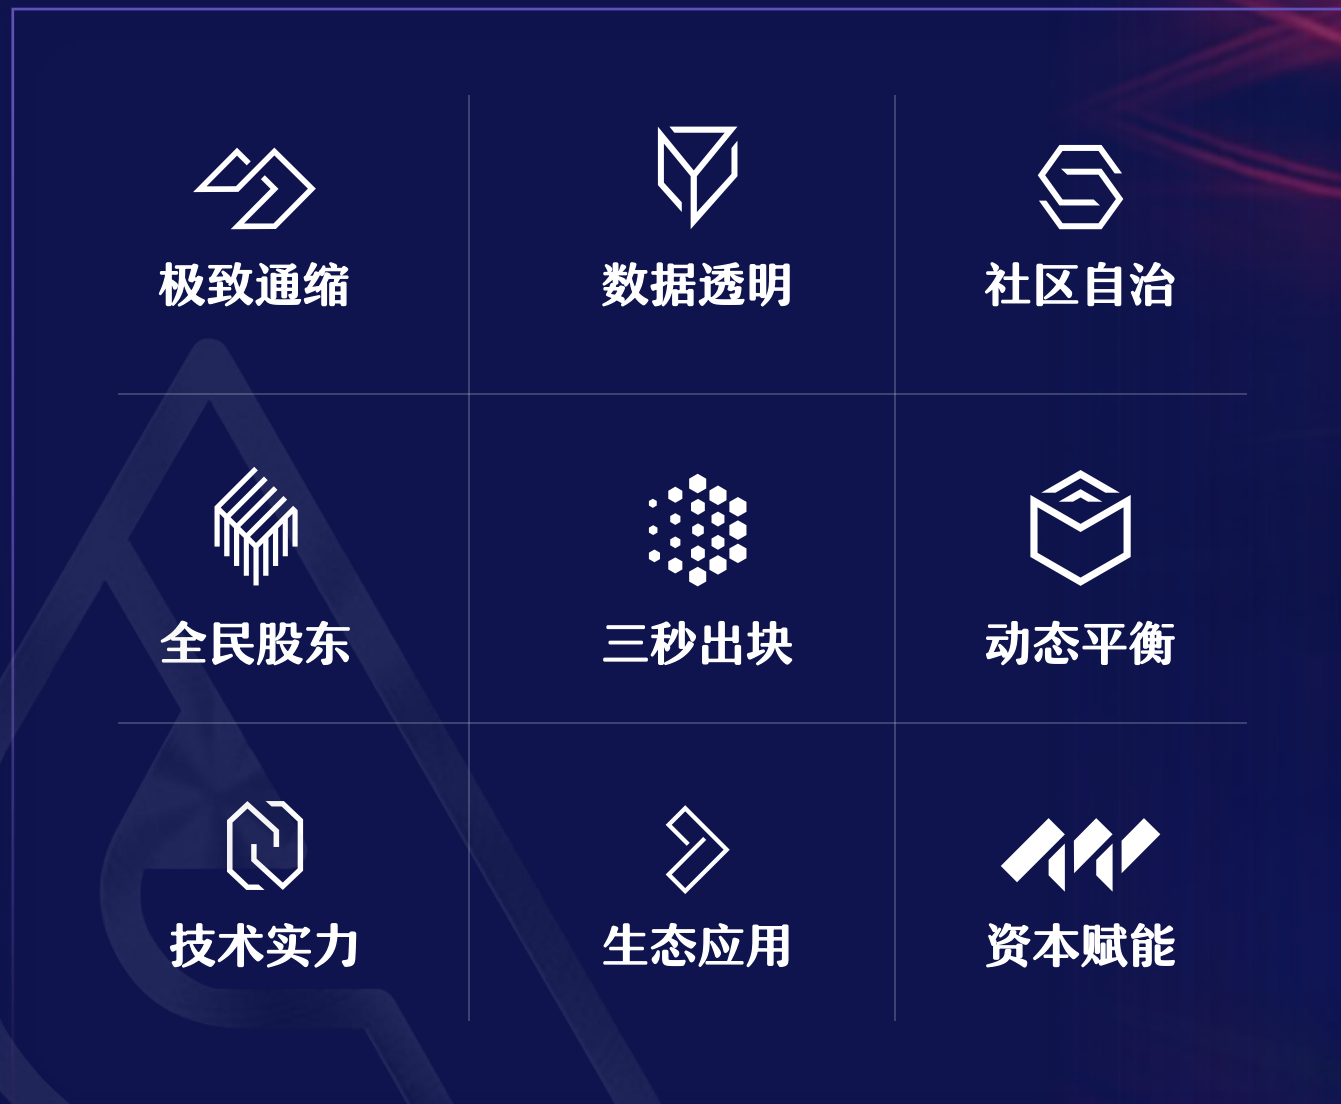 极致通缩
数据透明
社区自治
全民股东
三秒出块
动态平衡
技术实力
生态应用
资本赋能